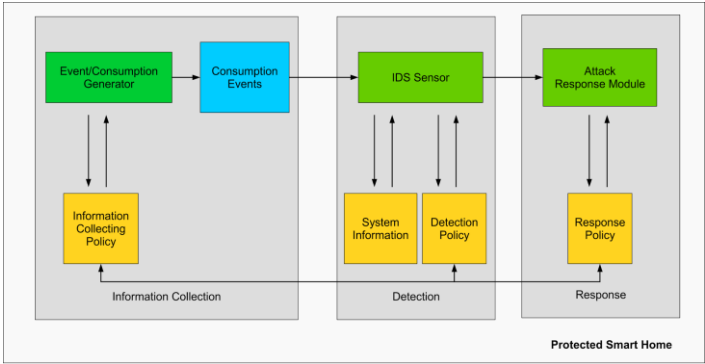 Event/Consumption
Generator
Consumption
Events
IDS Sensor
Attack
Response Module
Information
Collecting
Policy
System
Information
Detection
Policy
Response
Policy
Information Collection
Detection
Response
Protected Smart Home